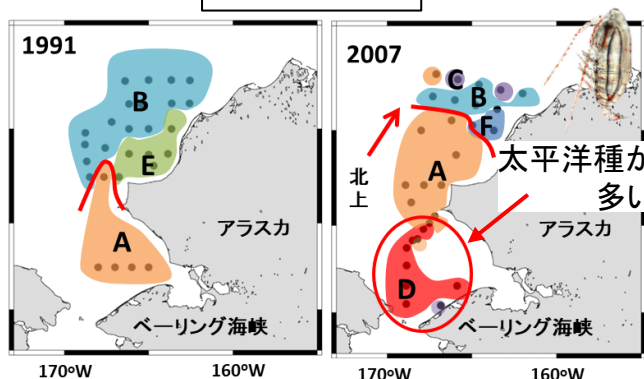 1991
B
E
A
アラスカ
ベーリング海峡
170°W
160°W
2007
C
B
F
A
北上
太平洋種が
多い
アラスカ
D
ベーリング海峡
170°W
160°W